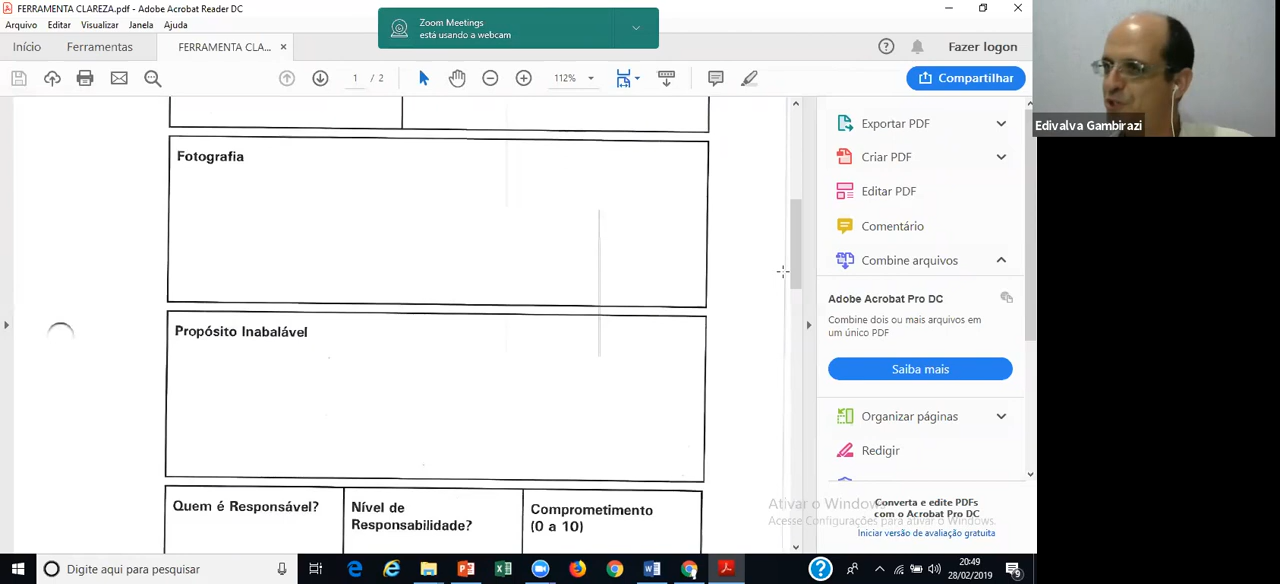 FERRAMENTA CLAREZA.pdf - Adobe Acrobat Reader DC
Arquivo Editar Visualizar Janela Ajuda
Zoom Meetings
está usando a webcam
Início Ferramentas FERRAMENTA CLA... × Fazer logon
1 / 2 112% Compartilhar
Fotografia
Propósito Inabalável
Quem é Responsável?
Nível de
Responsabilidade?
Comprometimento
(0 a 10)
Exportar PDF
Criar PDF
Editar PDF
Comentário
Combine arquivos
Adobe Acrobat Pro DC
Combine dois ou mais arquivos em
um único PDF
Saiba mais
Organizar páginas
Redigir
Converta e edite PDFs
com o Acrobat Pro DC
Iniciar versão de avaliação gratuita
Ativar o Windows
Acesse Configurações para ativar o Windows.
Edivalva Gambirazi
Digite aqui para pesquisar
20:49
28/02/2019
9